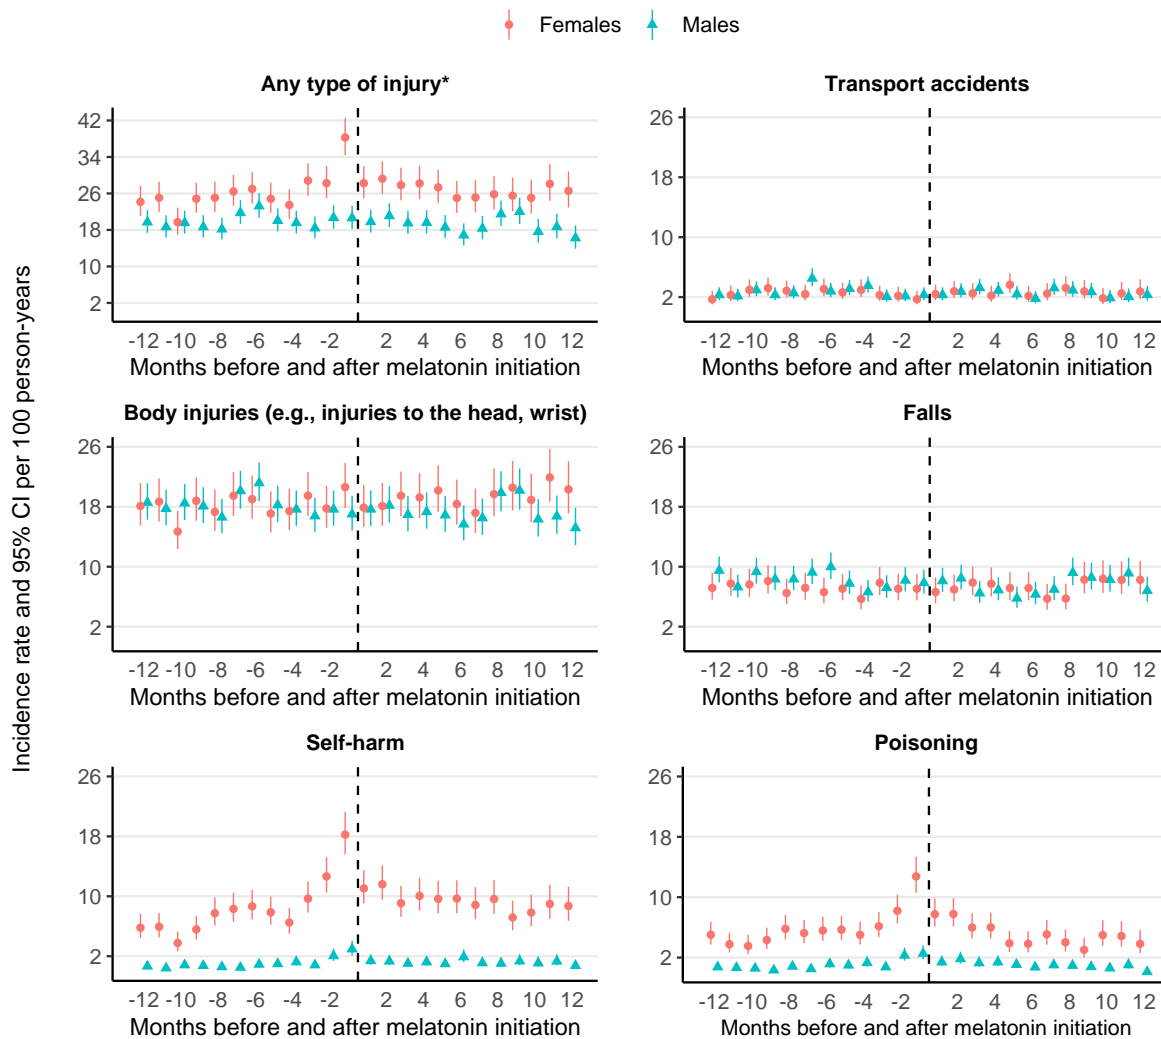 Females Males
Incidence rate and 95% CI per 100 person-years
Any type of injury*
42
34
26
18
10
2
-12 -10 -8 -6 -4 -2 2 4 6 8 10 12
Months before and after melatonin initiation
Transport accidents
26
18
10
2
-12 -10 -8 -6 -4 -2 2 4 6 8 10 12
Months before and after melatonin initiation
Body injuries (e.g., injuries to the head, wrist)
26
18
10
2
-12 -10 -8 -6 -4 -2 2 4 6 8 10 12
Months before and after melatonin initiation
Falls
26
18
10
2
-12 -10 -8 -6 -4 -2 2 4 6 8 10 12
Months before and after melatonin initiation
Self-harm
26
18
10
2
-12 -10 -8 -6 -4 -2 2 4 6 8 10 12
Months before and after melatonin initiation
Poisoning
26
18
10
2
-12 -10 -8 -6 -4 -2 2 4 6 8 10 12
Months before and after melatonin initiation